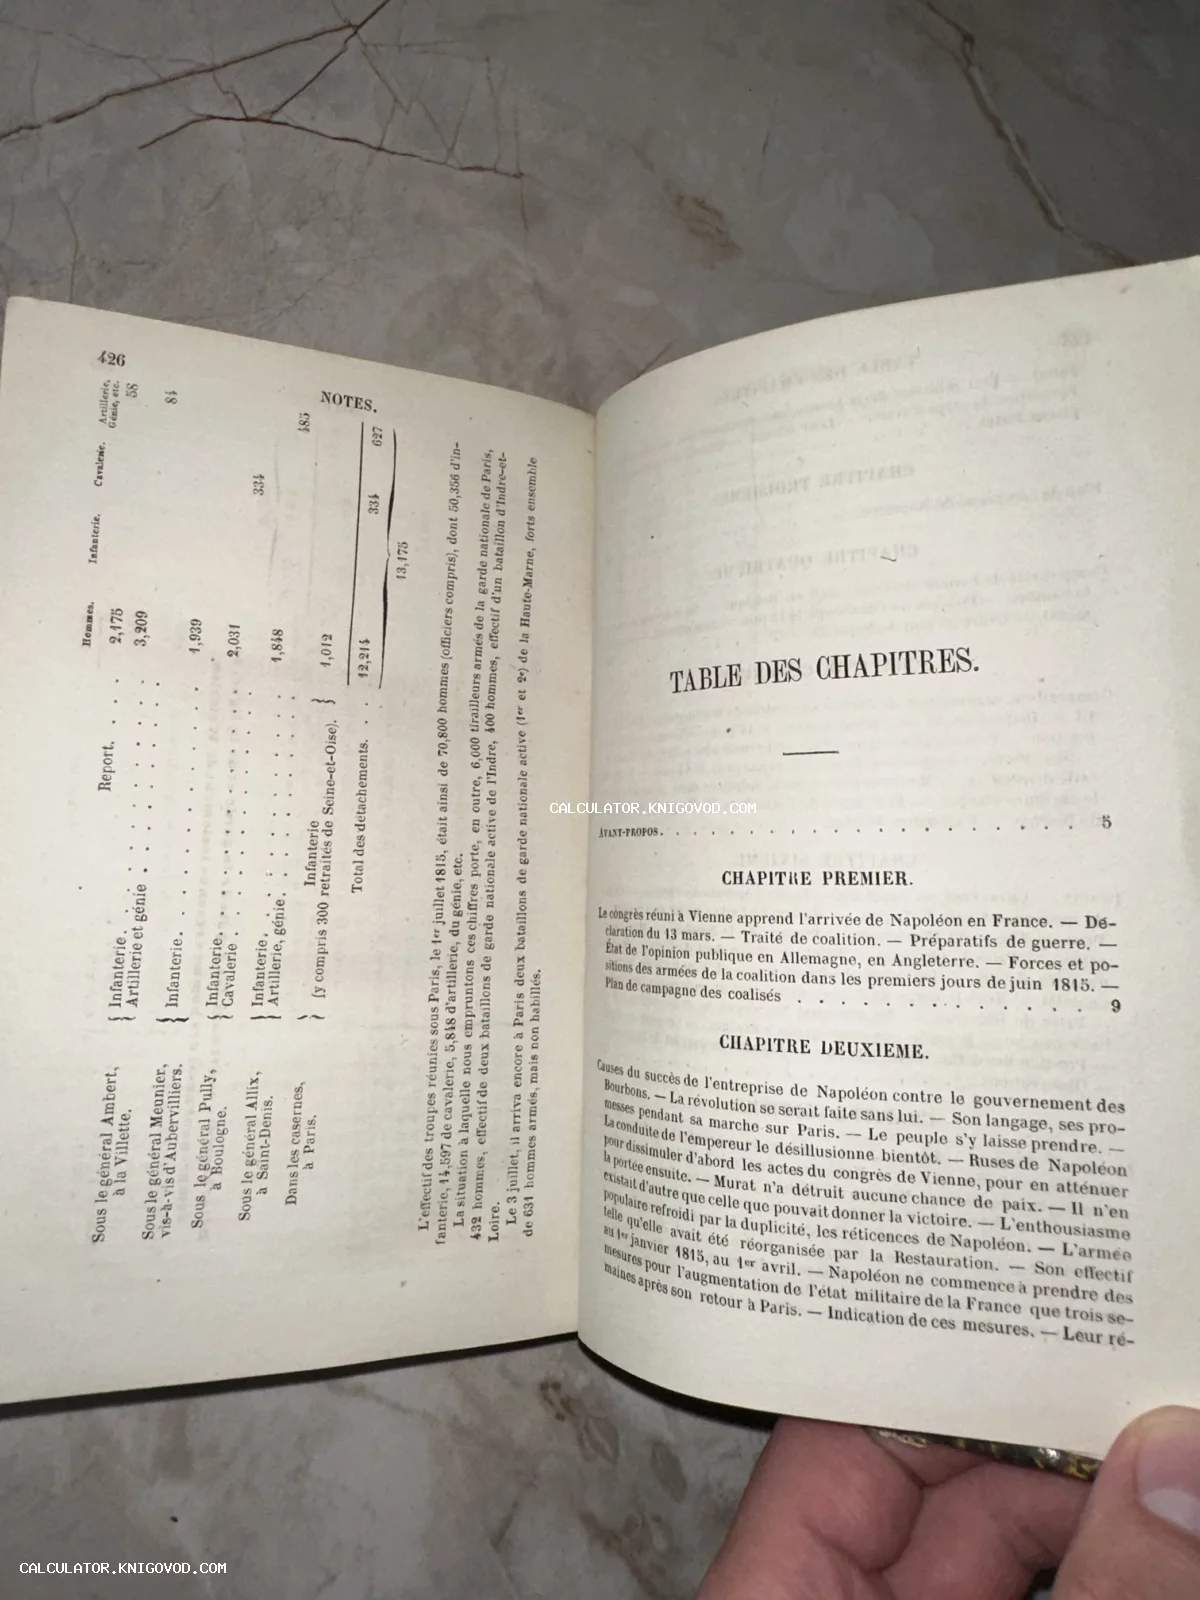 426
NOTES.
Hommes. Infanterie. Cavalerie. Artillerie, Génie, etc.
Report. . . . 2,175 58
Sous le général Ambert, à la Villette. { Infanterie. . . . . . . . 3,209
Artillerie et génie . . . . . . . . 84
Sous le général Meunier, vis-à-vis d'Aubervilliers. { Infanterie. . . . . . . . 1,939
Sous le général Pully, à Boulogne. { Infanterie. . . . . . . . 2,031
Cavalerie . . . . . . . . 334
Sous le général Allix, à Saint-Denis. { Infanterie. . . . . . . . 1,848
Artillerie, génie. . . . . . . . 485
Dans les casernes, à Paris. { Infanterie (y compris 300 retraités de Seine-et-Oise). } 1,012
Total des détachements. . . 12,214 334 627
13,175
L'effectif des troupes réunies sous Paris, le 1er juillet 1815, était ainsi de 70,800 hommes (officiers compris), dont 50,356 d'in-
fanterie, 14,597 de cavalerie, 5,848 d'artillerie, du génie, etc.
La situation à laquelle nous empruntons ces chiffres porte, en outre, 6,000 tirailleurs armés de la garde nationale de Paris,
432 hommes, effectif de deux bataillons de garde nationale active de l'Indre, 400 hommes, effectif d'un bataillon d'Indre-et-
Loire.
Le 3 juillet, il arriva encore à Paris deux bataillons de garde nationale active (1er et 2e) de la Haute-Marne, forts ensemble
de 631 hommes armés, mais non habillés.
TABLE DES CHAPITRES.
AVANT-PROPOS. . . . . . . . . . . . . . . . . . . . 5
CHAPITRE PREMIER.
Le congrès réuni à Vienne apprend l'arrivée de Napoléon en France. — Dé-
claration du 13 mars. — Traité de coalition. — Préparatifs de guerre. —
État de l'opinion publique en Allemagne, en Angleterre. — Forces et po-
sitions des armées de la coalition dans les premiers jours de juin 1815. —
Plan de campagne des coalisés . . . . . . . . . . . . . 9
CHAPITRE DEUXIEME.
Causes du succès de l'entreprise de Napoléon contre le gouvernement des
Bourbons. — La révolution se serait faite sans lui. — Son langage, ses pro-
messes pendant sa marche sur Paris. — Le peuple s'y laisse prendre. —
La conduite de l'empereur le désillusionne bientôt. — Ruses de Napoléon
pour dissimuler d'abord les actes du congrès de Vienne, pour en atténuer
la portée ensuite. — Murat n'a détruit aucune chance de paix. — Il n'en
existait d'autre que celle que pouvait donner la victoire. — L'enthousiasme
populaire refroidi par la duplicité, les réticences de Napoléon. — L'armée
telle qu'elle avait été réorganisée par la Restauration. — Son effectif
au 1er janvier 1815, au 1er avril. — Napoléon ne commence à prendre des
mesures pour l'augmentation de l'état militaire de la France que trois se-
maines après son retour à Paris. — Indication de ces mesures. — Leur ré-
CALCULATOR.KNIGOVOD.COM
CALCULATOR.KNIGOVOD.COM